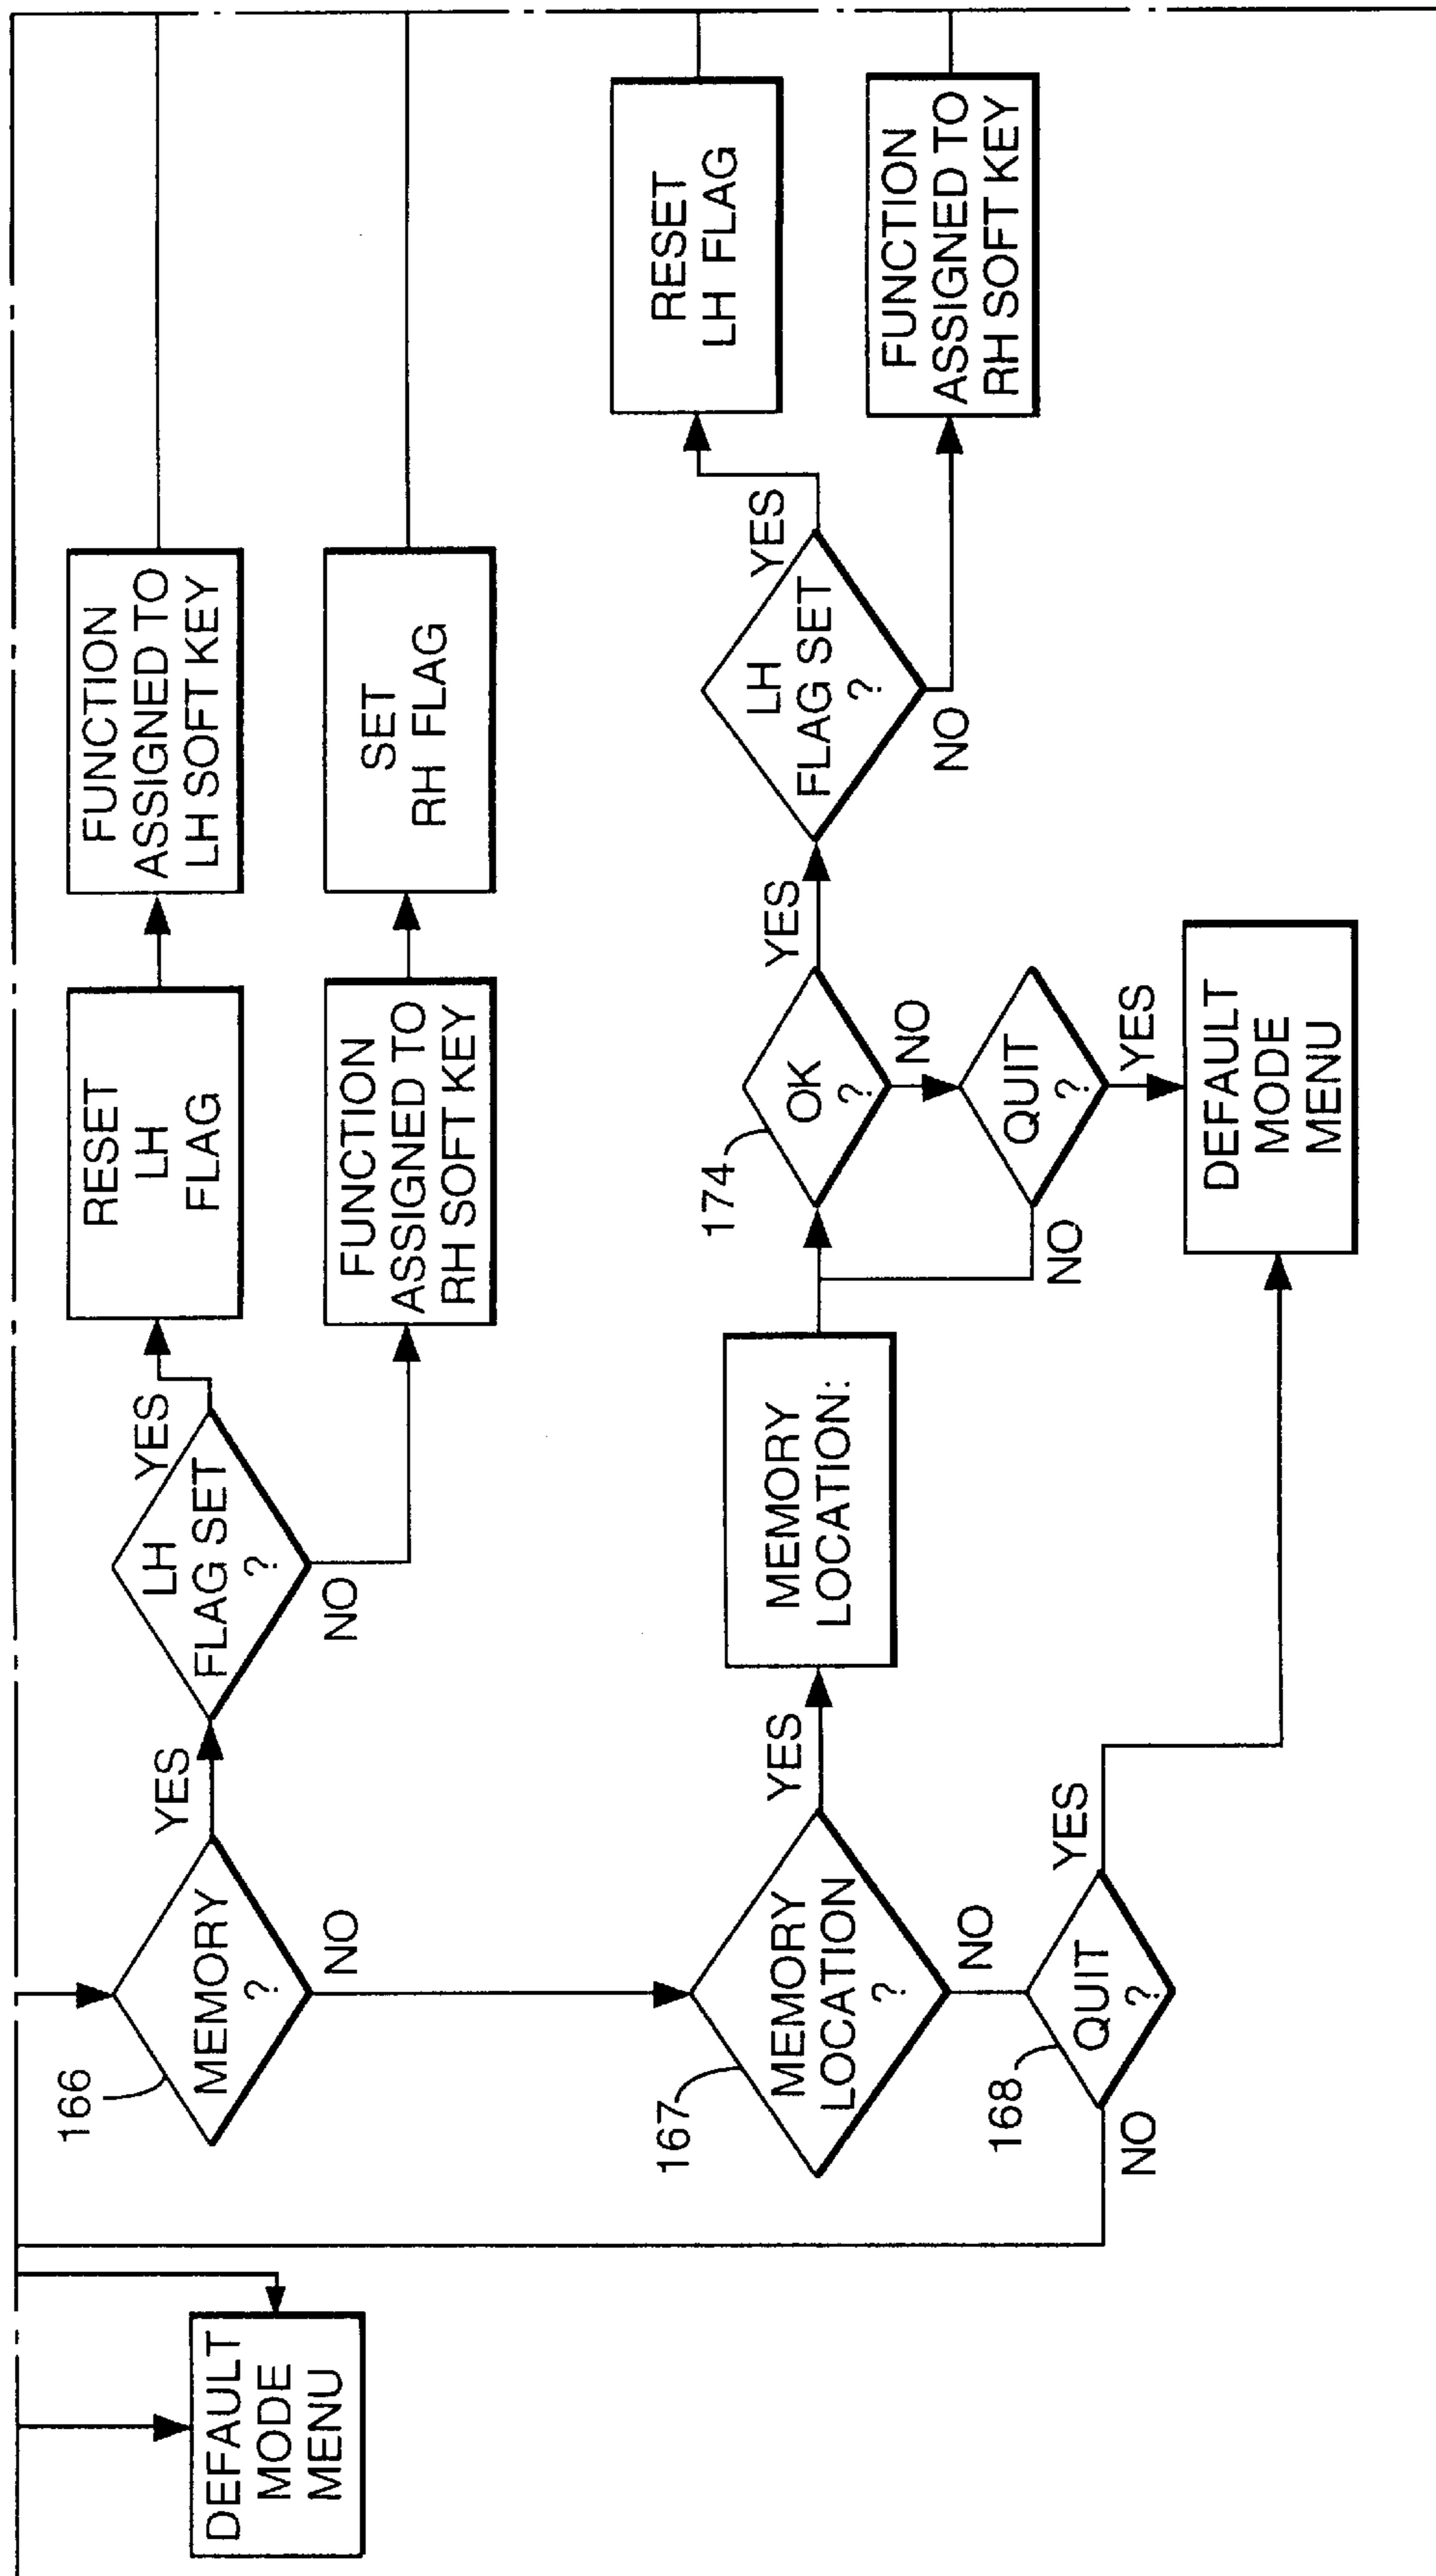 DEFAULT
MODE
MENU
166
MEMORY
?
YES
NO
LH
FLAG SET
?
YES
NO
RESET
LH
FLAG
FUNCTION
ASSIGNED TO
LH SOFT KEY
FUNCTION
ASSIGNED TO
RH SOFT KEY
SET
RH FLAG
167
MEMORY
LOCATION
?
YES
NO
MEMORY
LOCATION:
174
OK
?
YES
NO
LH
FLAG SET
?
YES
NO
RESET
LH FLAG
FUNCTION
ASSIGNED TO
RH SOFT KEY
168
QUIT
?
YES
NO
QUIT
?
NO
YES
DEFAULT
MODE
MENU